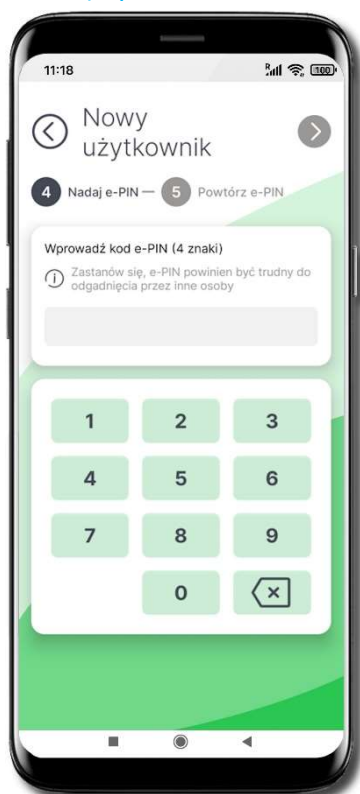 11:18
R
100
Nowy
użytkownik
4 Nadaj e-PIN — 5 Powtórz e-PIN
Wprowadź kod e-PIN (4 znaki)
Zastanów się, e-PIN powinien być trudny do
odgadnięcia przez inne osoby
1 2 3
4 5 6
7 8 9
0